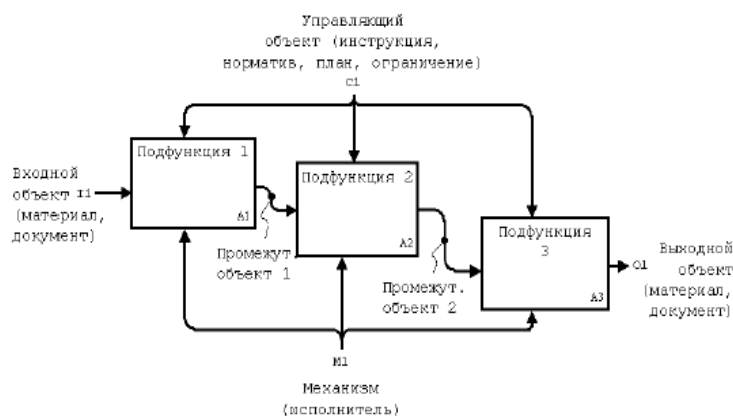 Управляющий
объект (инструкция,
норматив, план, ограничение)
C1
Подфункция 1
A1
Входной
объект I1
(материал,
документ)
Подфункция 2
A2
Промежут.
объект 1
Подфункция
3
A3
Промежут.
объект 2
O1
Выходной
объект
(материал,
документ)
M1
Механизм
(исполнитель)